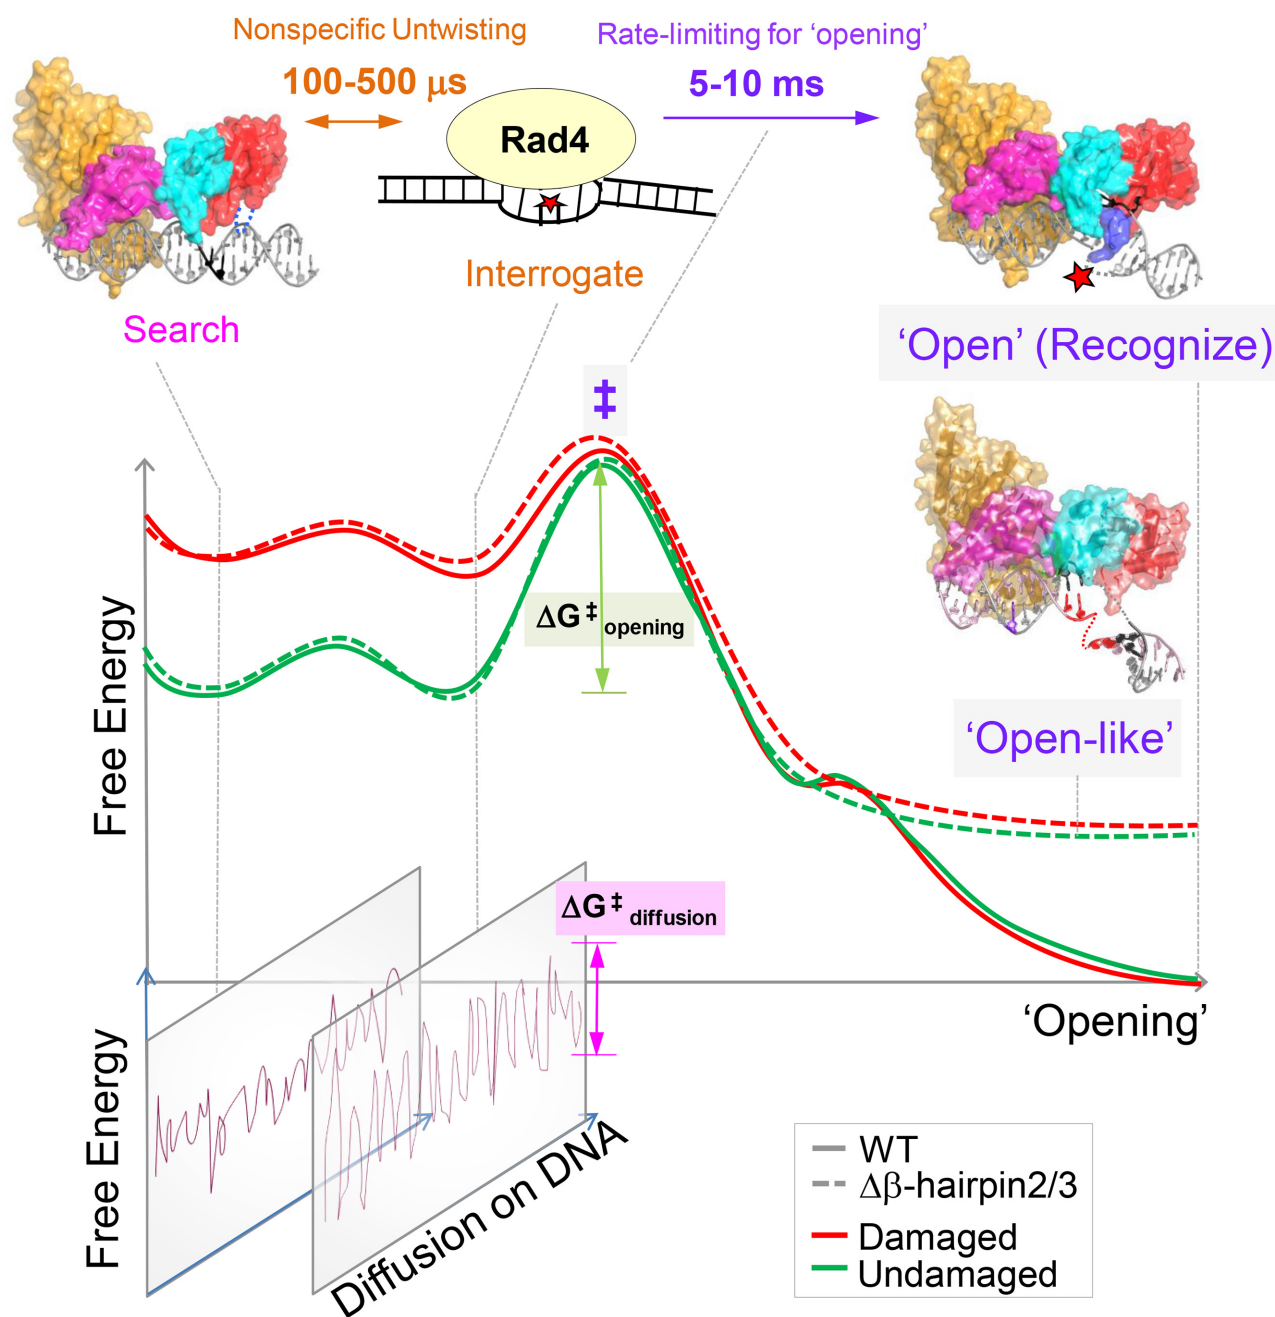 Nonspecific Untwisting
100-500 μs
Rate-limiting for ‘opening’
5-10 ms
Rad4
Interrogate
Search
‘Open’ (Recognize)
‡
ΔG‡opening
‘Open-like’
Free Energy
ΔG‡diffusion
‘Opening’
Free Energy
Diffusion on DNA
WT
Δβ-hairpin2/3
Damaged
Undamaged